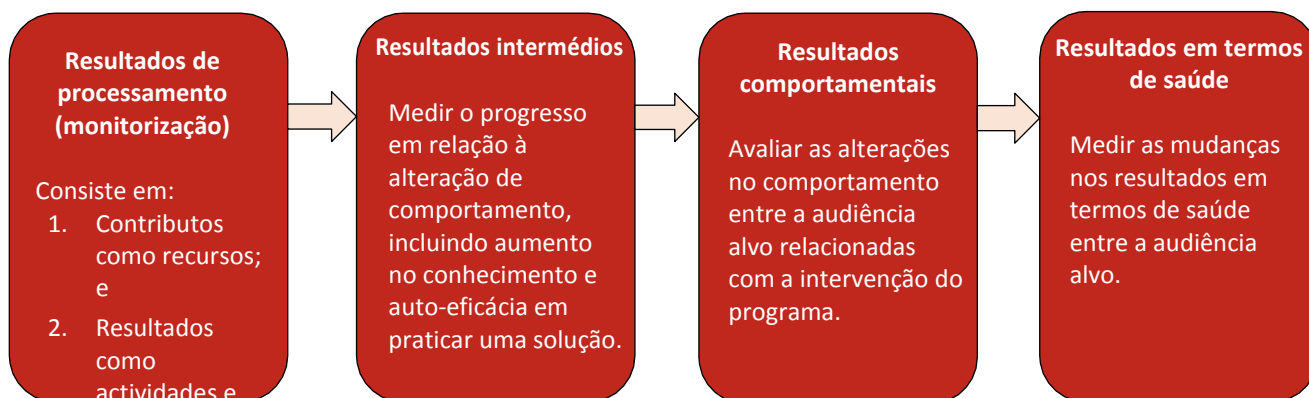 Resultados de
processamento
(monitorização)
Consiste em:
1. Contributos
como recursos;
e
2. Resultados
como
actividades e
Resultados intermédios
Medir o progresso
em relação à
alteração de
comportamento,
incluindo aumento
no conhecimento e
auto-eficácia em
praticar uma solução.
Resultados
comportamentais
Avaliar as alterações
no comportamento
entre a audiência
alvo relacionadas
com a intervenção do
programa.
Resultados em termos
de saúde
Medir as mudanças
nos resultados em
termos de saúde
entre a audiência
alvo.